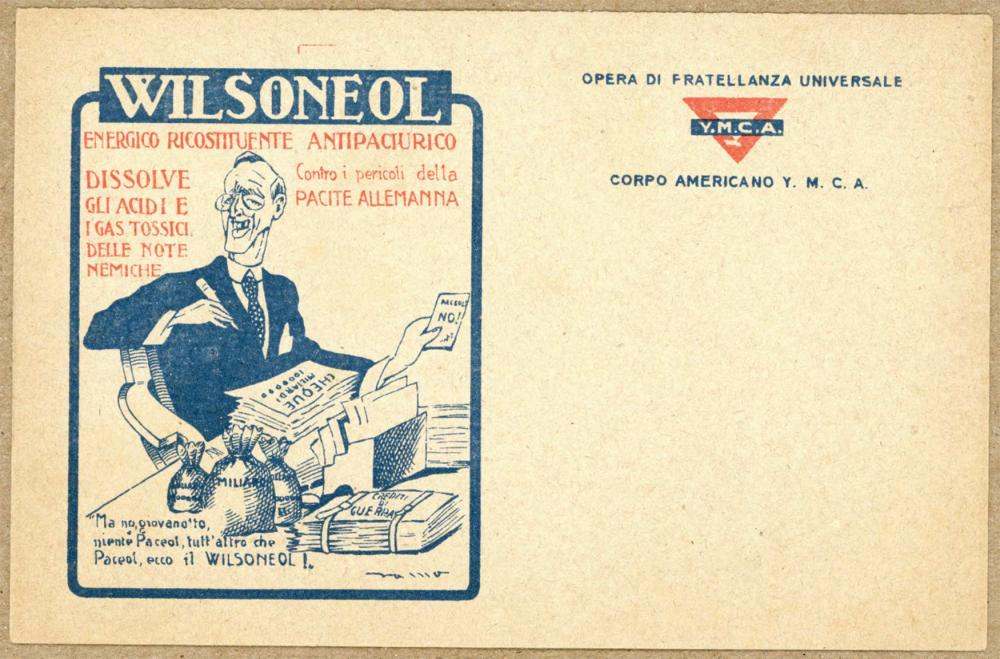 WILSONEOL
ENERGICO RICOSTITUENTE ANTIPACIURICO
DISSOLVE
GLI ACIDI E
I GAS TOSSICI
DELLE NOTE
NEMICHE
Contro i pericoli della
PACITE ALLEMANNA
NO!
CHEQUE
MILIARDI
1000000
MILIARD
CREDITI
DI
GUERRA
"Ma no, giovanotto,
niente Paceol, tutt'altro che
Paceol, ecco il WILSONEOL!.
OPERA DI FRATELLANZA UNIVERSALE
Y.M.C.A.
CORPO AMERICANO Y. M. C. A.